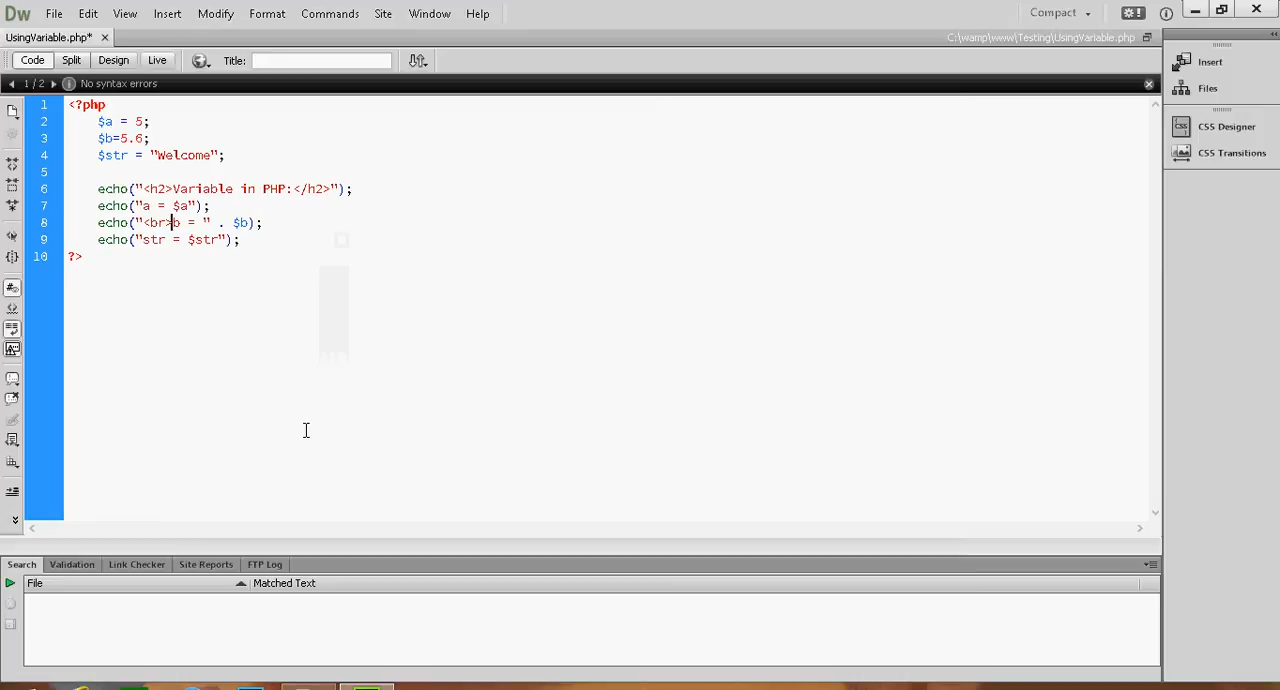 Dw File Edit View Insert Modify Format Commands Site Window Help Compact
UsingVariable.php* C:\wamp\www\Testing\UsingVariable.php
Code Split Design Live Title:
1 / 2 No syntax errors
1 <?php
2 $a = 5;
3 $b=5.6;
4 $str = "Welcome";
5
6 echo("<h2>Variable in PHP:</h2>");
7 echo("a = $a");
8 echo("<br>b = " . $b);
9 echo("str = $str");
10 ?>
Insert
Files
CSS Designer
CSS Transitions
Search Validation Link Checker Site Reports FTP Log
File Matched Text